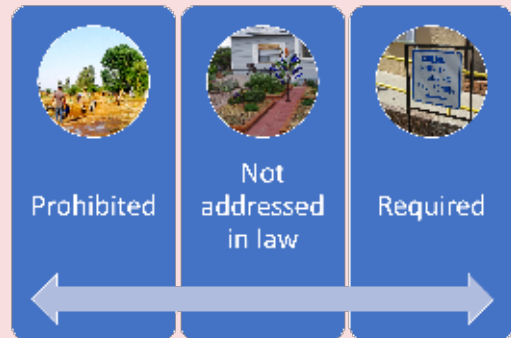 Prohibited
Not
addressed
in law
Required